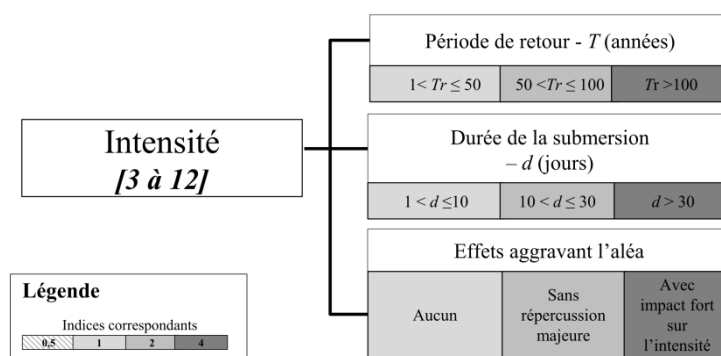 Période de retour - T (années)
1< Tr ≤ 50 50 <Tr ≤ 100 Tr >100
Intensité
[3 à 12]
Durée de la submersion
– d (jours)
1 < d ≤10 10 < d ≤ 30 d > 30
Effets aggravant l’aléa
Aucun
Sans
répercussion
majeure
Avec
impact fort
sur
l’intensité
Légende
Indices correspondants
0,5 1 2 4